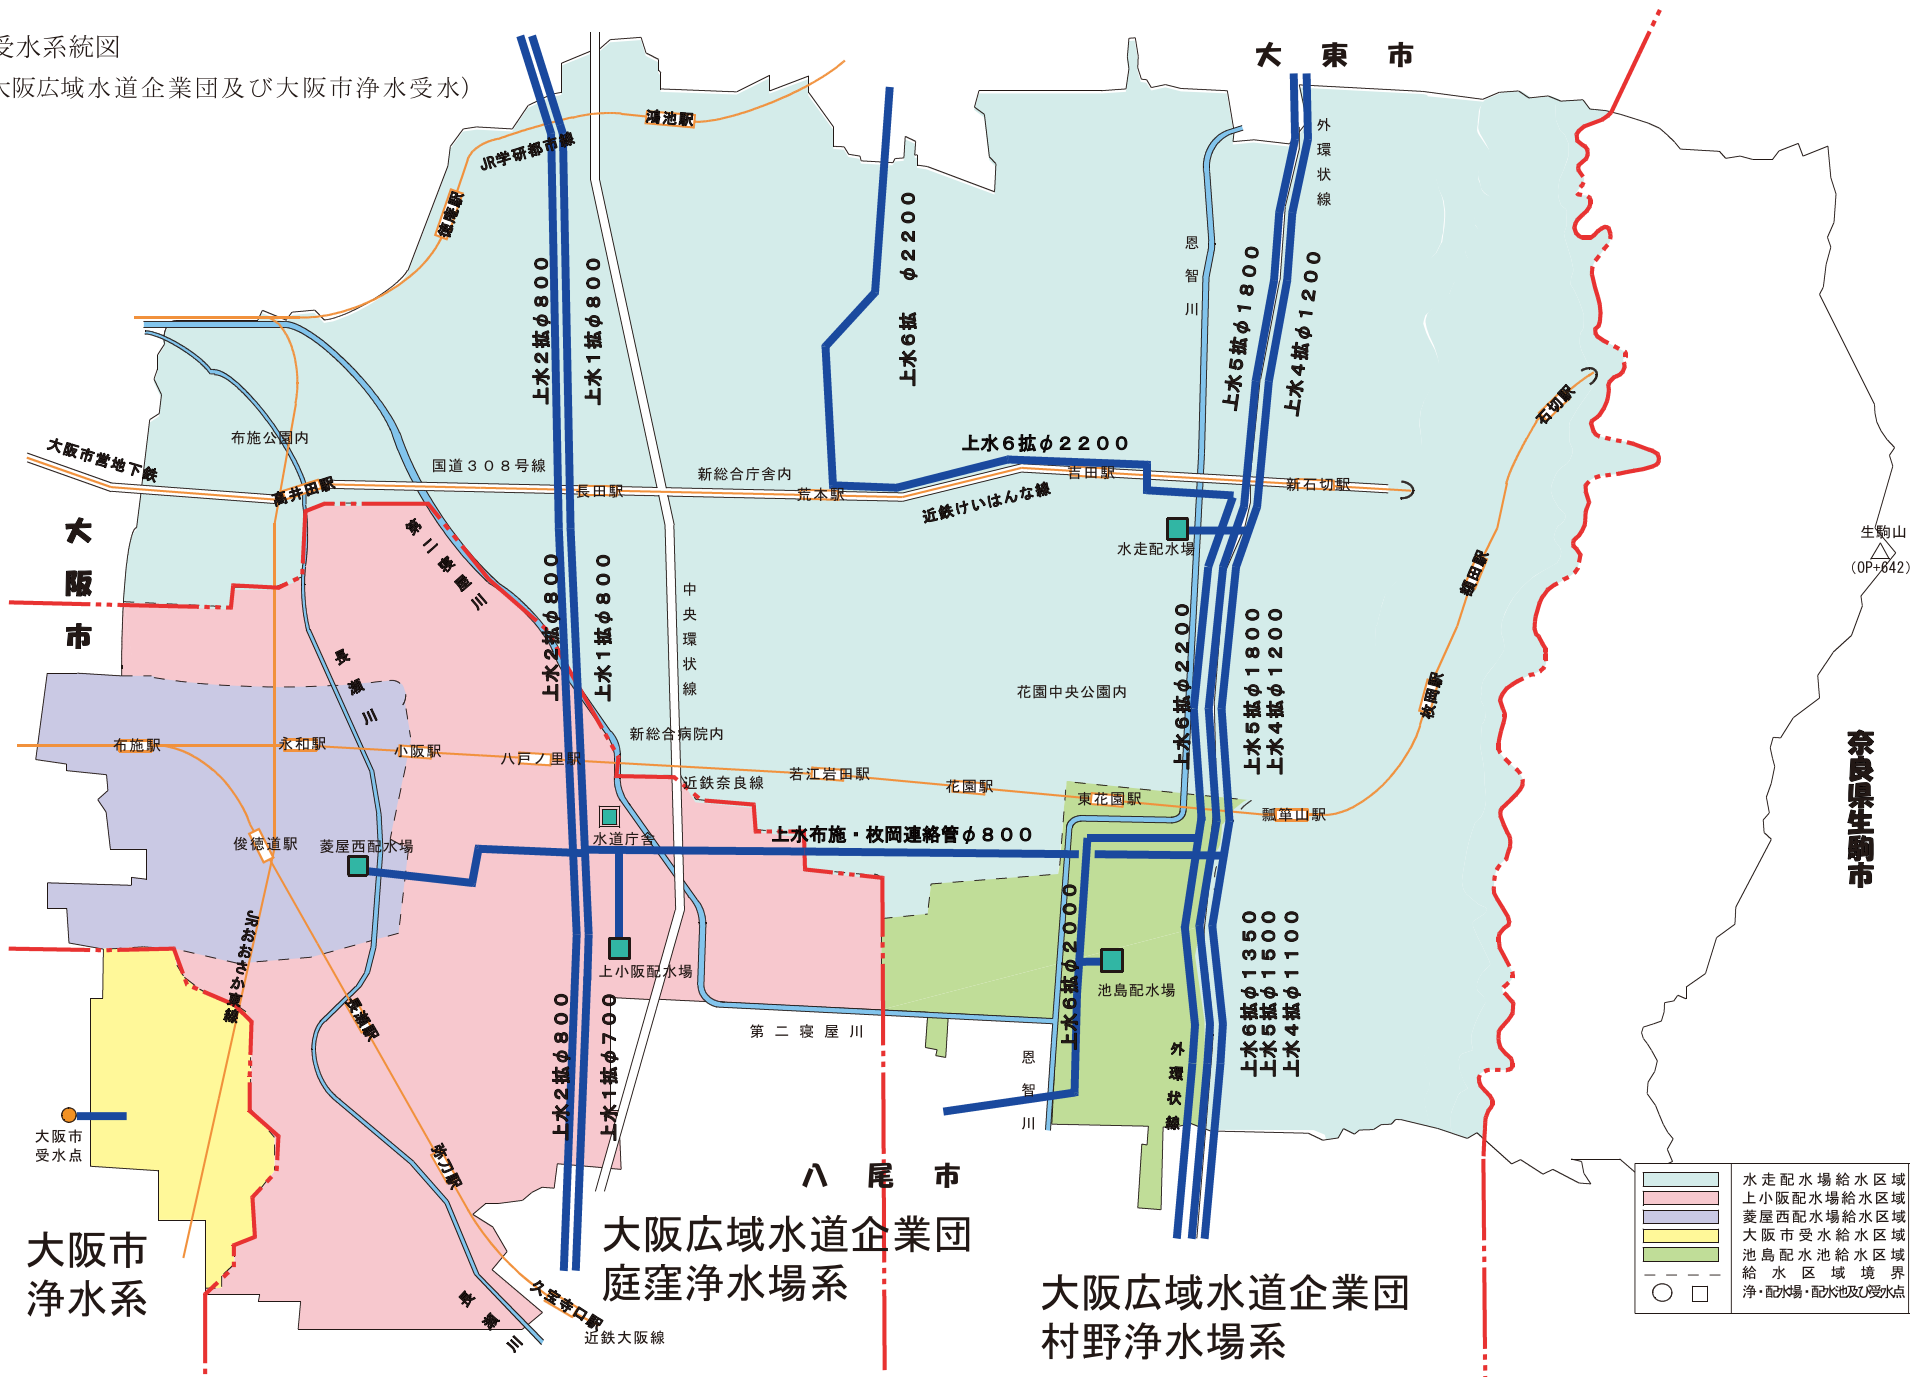 受水系統図
大阪広域水道企業団及び大阪市浄水受水)
大東市
鴻池駅
JR学研都市線
徳庵駅
外環状線
恩智川
上水6拡 φ2200
上水2拡φ800
上水1拡φ800
上水5拡φ1800
上水4拡φ1200
石切駅
布施公園内
大阪市営地下鉄
国道308号線
新総合庁舎内
上水6拡φ2200
吉田駅
新石切駅
高井田駅
長田駅
荒本駅
近鉄けいはんな線
大阪市
第二寝屋川
水走配水場
生駒山
(OP+642)
額田駅
上水2拡φ800
上水1拡φ800
中央環状線
上水6拡φ2200
上水5拡φ1800
上水4拡φ1200
長瀬川
花園中央公園内
枚岡駅
奈良県生駒市
布施駅
永和駅
小阪駅
八戸ノ里駅
新総合病院内
近鉄奈良線
若江岩田駅
花園駅
東花園駅
瓢箪山駅
俊徳道駅
菱屋西配水場
水道庁舎
上水布施・枚岡連絡管φ800
JRおおさか東線
上小阪配水場
上水6拡φ2000
池島配水場
上水6拡φ1350
上水5拡φ1500
上水4拡φ1100
長瀬駅
上水2拡φ800
上水1拡φ700
第二寝屋川
恩智川
外環状線
大阪市
受水点
弥刀駅
八尾市
大阪市
浄水系
大阪広域水道企業団
庭窪浄水場系
大阪広域水道企業団
村野浄水場系
長瀬川
久宝寺口駅
近鉄大阪線
水走配水場給水区域
上小阪配水場給水区域
菱屋西配水場給水区域
大阪市受水給水区域
池島配水池給水区域
給水区域境界
浄・配水場・配水池及び受水点